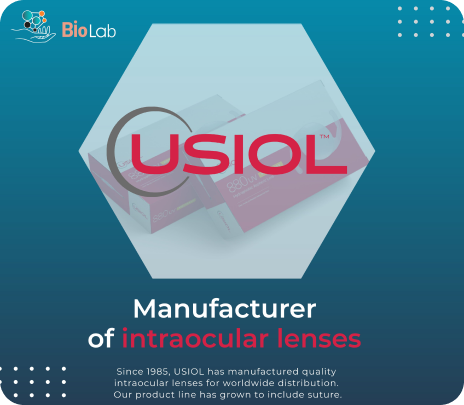 BioLab
USIOL™
Manufacturer
of intraocular lenses
Since 1985, USIOL has manufactured quality
intraocular lenses for worldwide distribution.
Our product line has grown to include suture.